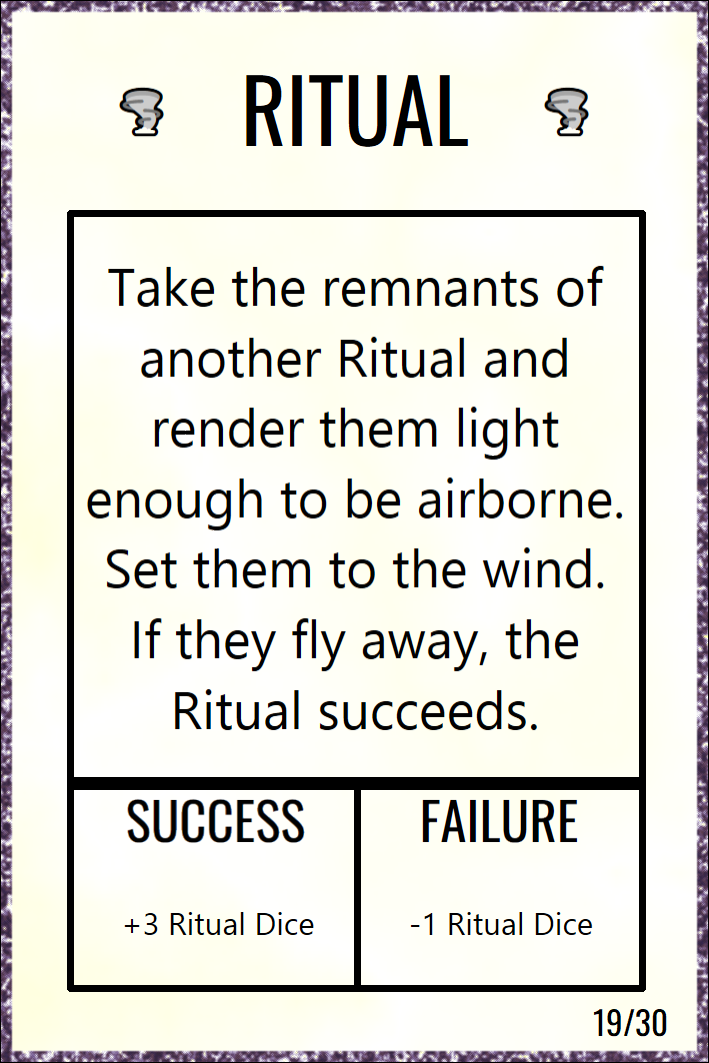 RITUAL
Take the remnants of
another Ritual and
render them light
enough to be airborne.
Set them to the wind.
If they fly away, the
Ritual succeeds.
SUCCESS
+3 Ritual Dice
FAILURE
-1 Ritual Dice
19/30